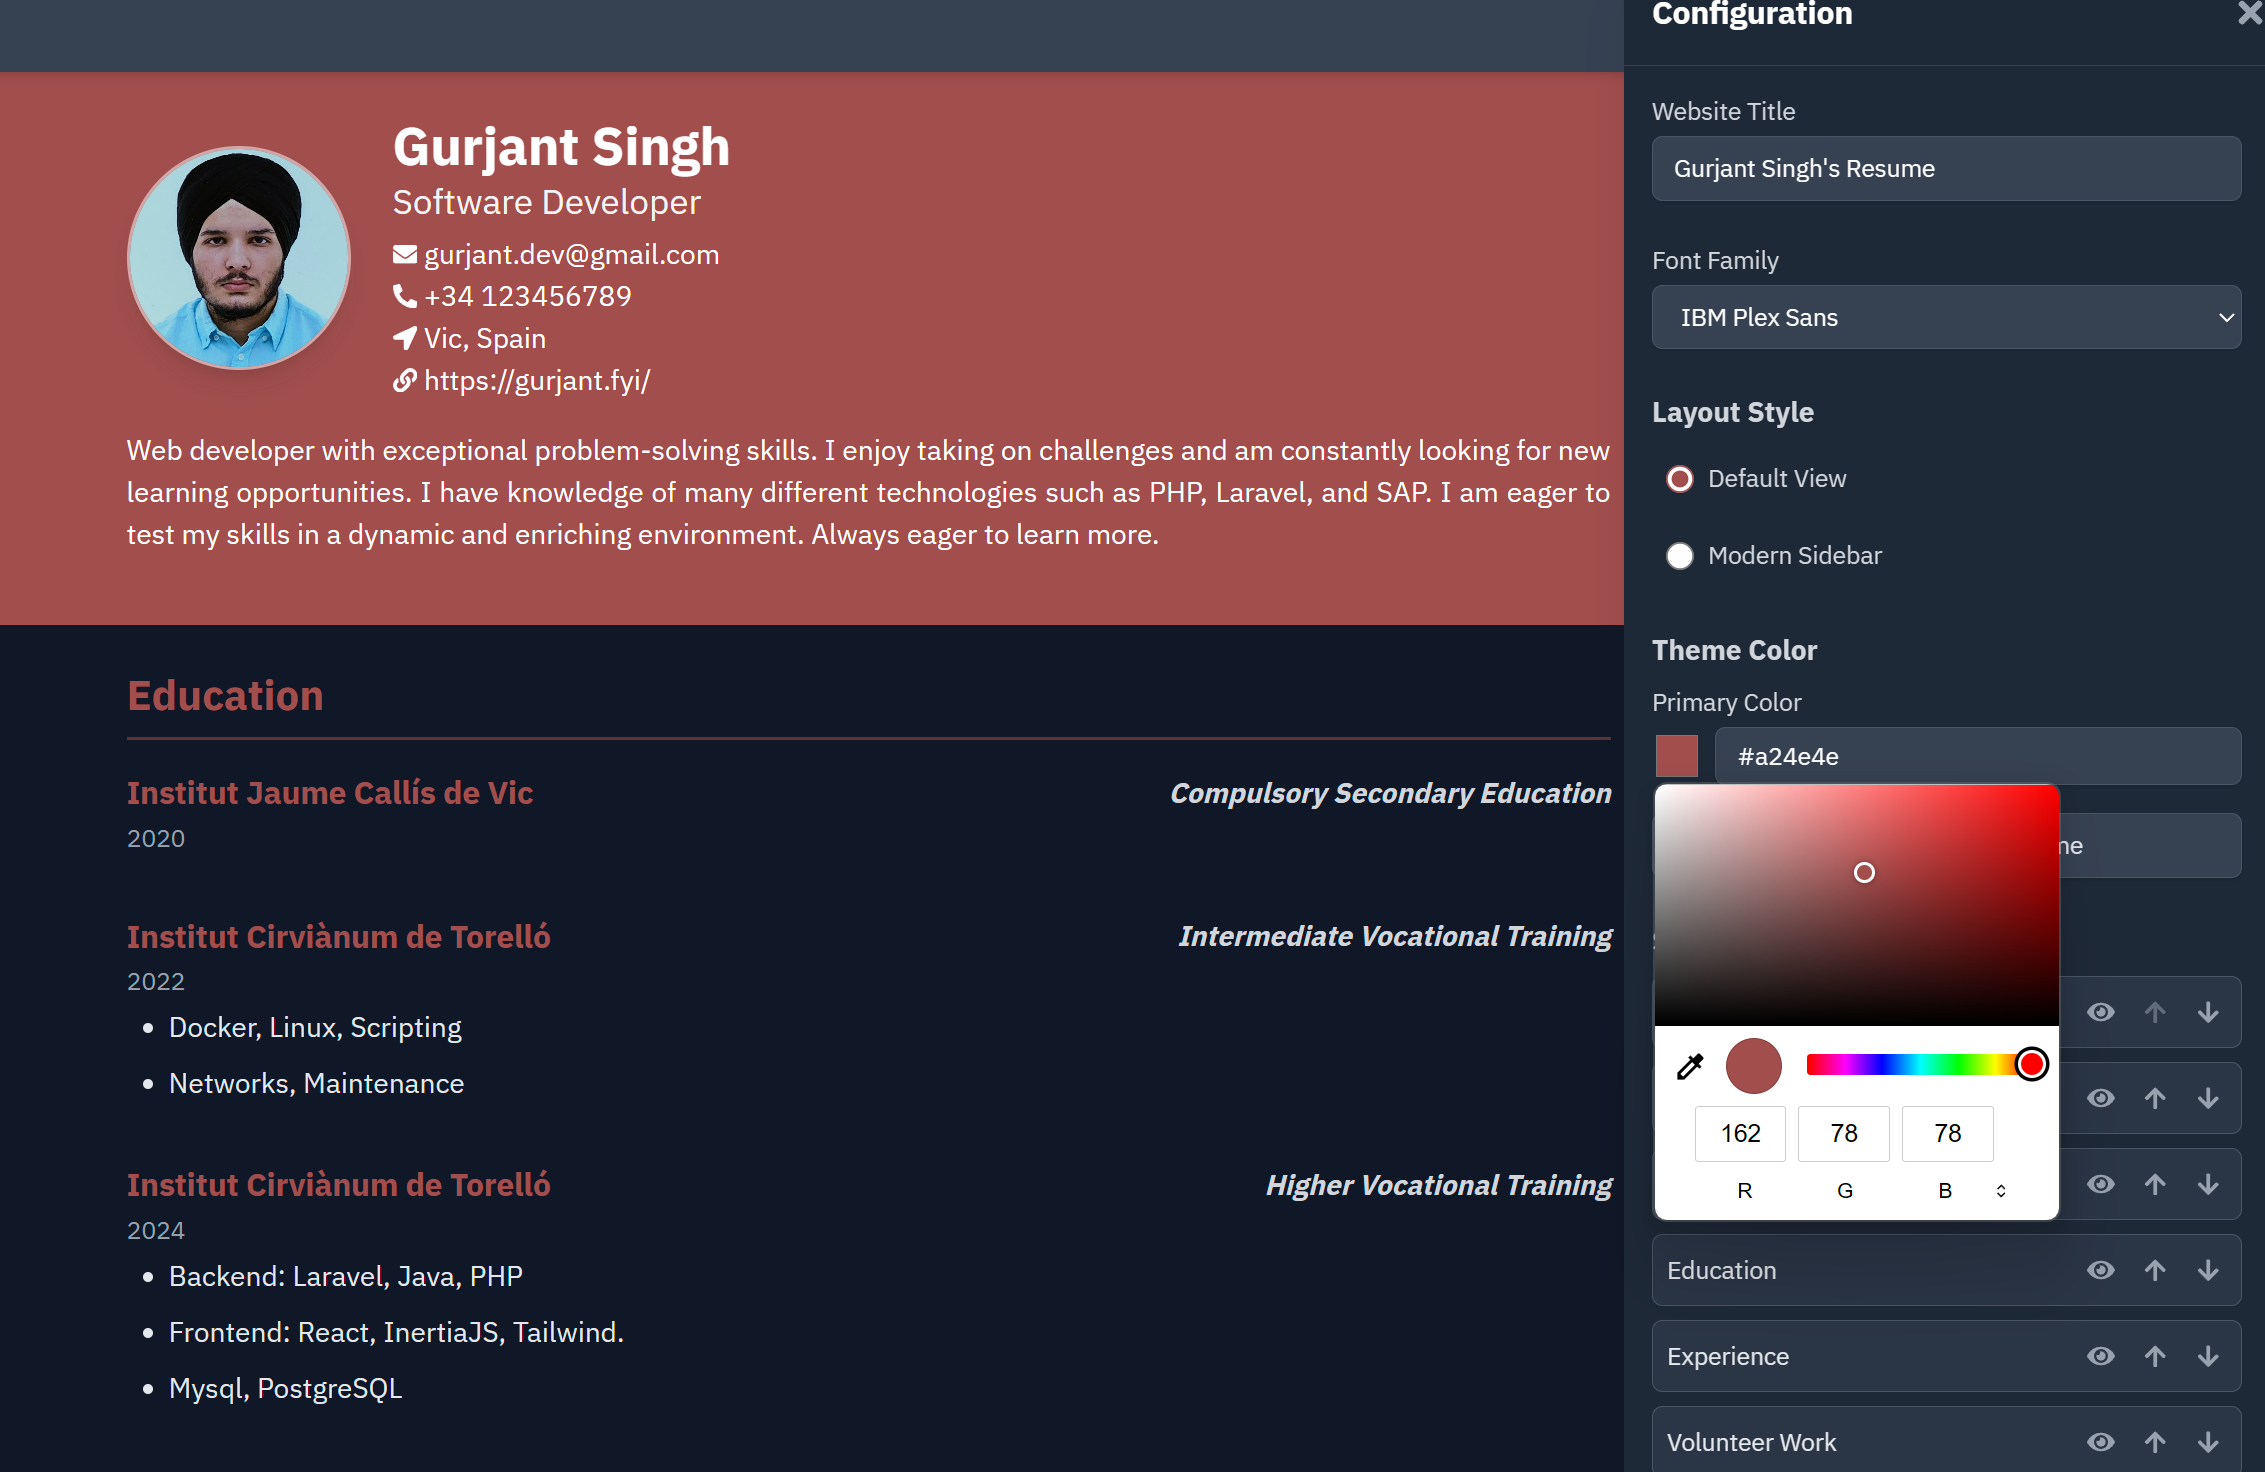 Gurjant Singh
Software Developer
gurjant.dev@gmail.com
+34 123456789
Vic, Spain
https://gurjant.fyi/
Web developer with exceptional problem-solving skills. I enjoy taking on challenges and am constantly looking for new
learning opportunities. I have knowledge of many different technologies such as PHP, Laravel, and SAP. I am eager to
test my skills in a dynamic and enriching environment. Always eager to learn more.
Education
Institut Jaume Callís de Vic
Compulsory Secondary Education
2020
Institut Cirviànum de Torelló
Intermediate Vocational Training
2022
Docker, Linux, Scripting
Networks, Maintenance
Institut Cirviànum de Torelló
Higher Vocational Training
2024
Backend: Laravel, Java, PHP
Frontend: React, InertiaJS, Tailwind.
Mysql, PostgreSQL
Configuration
Website Title
Gurjant Singh's Resume
Font Family
IBM Plex Sans
Layout Style
Default View
Modern Sidebar
Theme Color
Primary Color
#a24e4e
162 78 78
R G B
Education
Experience
Volunteer Work